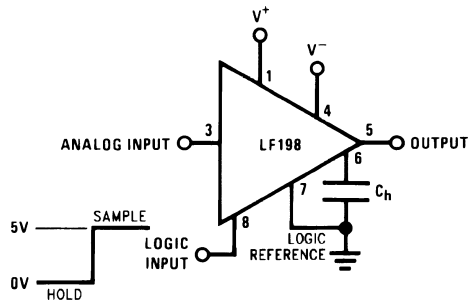 V+
V−
1
4
3
5
ANALOG INPUT
LF198
OUTPUT
6
7
8
Ch
5V
SAMPLE
LOGIC
INPUT
LOGIC
REFERENCE
0V
HOLD